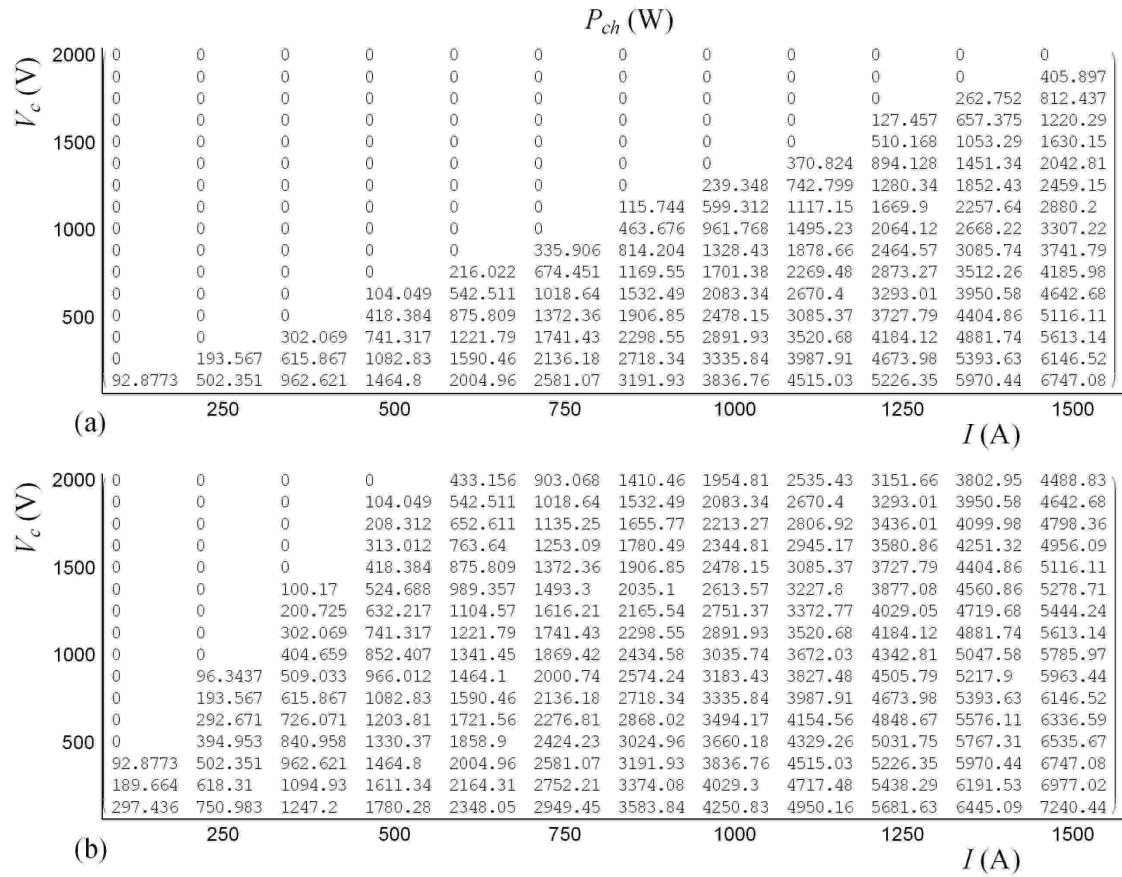 P_ch (W)
V_c (V)
2000 0 0 0 0 0 0 0 0 0 0 0 0
0 0 0 0 0 0 0 0 0 0 0 405.897
0 0 0 0 0 0 0 0 0 0 262.752 812.437
0 0 0 0 0 0 0 0 0 127.457 657.375 1220.29
1500 0 0 0 0 0 0 0 0 0 510.168 1053.29 1630.15
0 0 0 0 0 0 0 0 370.824 894.128 1451.34 2042.81
0 0 0 0 0 0 0 239.348 742.799 1280.34 1852.43 2459.15
0 0 0 0 0 0 115.744 599.312 1117.15 1669.9 2257.64 2880.2
1000 0 0 0 0 0 0 463.676 961.768 1495.23 2064.12 2668.22 3307.22
0 0 0 0 0 335.906 814.204 1328.43 1878.66 2464.57 3085.74 3741.79
0 0 0 0 216.022 674.451 1169.55 1701.38 2269.48 2873.27 3512.26 4185.98
0 0 0 104.049 542.511 1018.64 1532.49 2083.34 2670.4 3293.01 3950.58 4642.68
500 0 0 0 418.384 875.809 1372.36 1906.85 2478.15 3085.37 3727.79 4404.86 5116.11
0 0 302.069 741.317 1221.79 1741.43 2298.55 2891.93 3520.68 4184.12 4881.74 5613.14
0 193.567 615.867 1082.83 1590.46 2136.18 2718.34 3335.84 3987.91 4673.98 5393.63 6146.52
92.8773 502.351 962.621 1464.8 2004.96 2581.07 3191.93 3836.76 4515.03 5226.35 5970.44 6747.08
250 500 750 1000 1250 1500
(a) I (A)
V_c (V)
2000 0 0 0 0 433.156 903.068 1410.46 1954.81 2535.43 3151.66 3802.95 4488.83
0 0 0 104.049 542.511 1018.64 1532.49 2083.34 2670.4 3293.01 3950.58 4642.68
0 0 0 208.312 652.611 1135.25 1655.77 2213.27 2806.92 3436.01 4099.98 4798.36
0 0 0 313.012 763.64 1253.09 1780.49 2344.81 2945.17 3580.86 4251.32 4956.09
1500 0 0 0 418.384 875.809 1372.36 1906.85 2478.15 3085.37 3727.79 4404.86 5116.11
0 0 100.17 524.688 989.357 1493.3 2035.1 2613.57 3227.8 3877.08 4560.86 5278.71
0 0 200.725 632.217 1104.57 1616.21 2165.54 2751.37 3372.77 4029.05 4719.68 5444.24
0 0 302.069 741.317 1221.79 1741.43 2298.55 2891.93 3520.68 4184.12 4881.74 5613.14
1000 0 0 404.659 852.407 1341.45 1869.42 2434.58 3035.74 3672.03 4342.81 5047.58 5785.97
0 96.3437 509.033 966.012 1464.1 2000.74 2574.24 3183.43 3827.48 4505.79 5217.9 5963.44
0 193.567 615.867 1082.83 1590.46 2136.18 2718.34 3335.84 3987.91 4673.98 5393.63 6146.52
0 292.671 726.071 1203.81 1721.56 2276.81 2868.02 3494.17 4154.56 4848.67 5576.11 6336.59
500 0 394.953 840.958 1330.37 1858.9 2424.23 3024.96 3660.18 4329.26 5031.75 5767.31 6535.67
92.8773 502.351 962.621 1464.8 2004.96 2581.07 3191.93 3836.76 4515.03 5226.35 5970.44 6747.08
189.664 618.31 1094.93 1611.34 2164.31 2752.21 3374.08 4029.3 4717.48 5438.29 6191.53 6977.02
297.436 750.983 1247.2 1780.28 2348.05 2949.45 3583.84 4250.83 4950.16 5681.63 6445.09 7240.44
250 500 750 1000 1250 1500
(b) I (A)